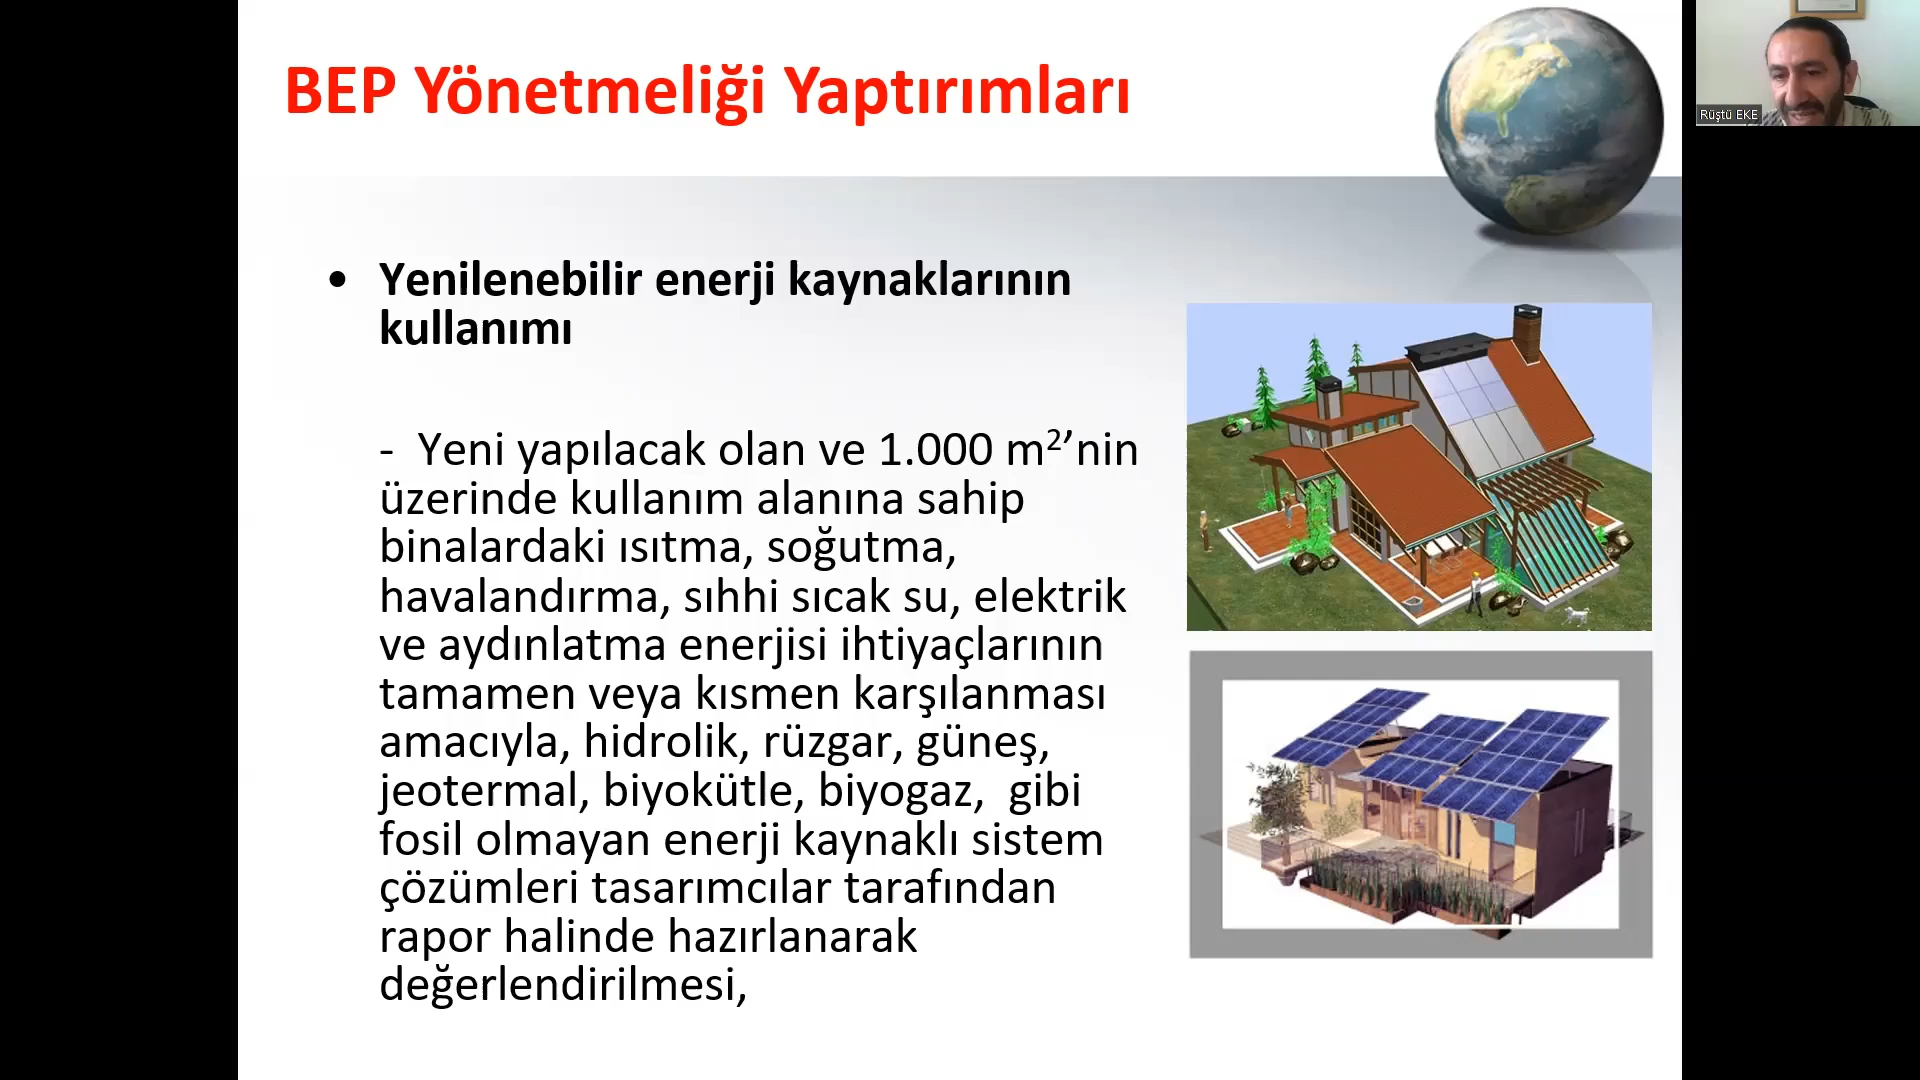 BEP Yönetmeliği Yaptırımları
Rüştü EKE
• Yenilenebilir enerji kaynaklarının
kullanımı
- Yeni yapılacak olan ve 1.000 m²’nin
üzerinde kullanım alanına sahip
binalardaki ısıtma, soğutma,
havalandırma, sıhhi sıcak su, elektrik
ve aydınlatma enerjisi ihtiyaçlarının
tamamen veya kısmen karşılanması
amacıyla, hidrolik, rüzgar, güneş,
jeotermal, biyokütle, biyogaz,  gibi
fosil olmayan enerji kaynaklı sistem
çözümleri tasarımcılar tarafından
rapor halinde hazırlanarak
değerlendirilmesi,